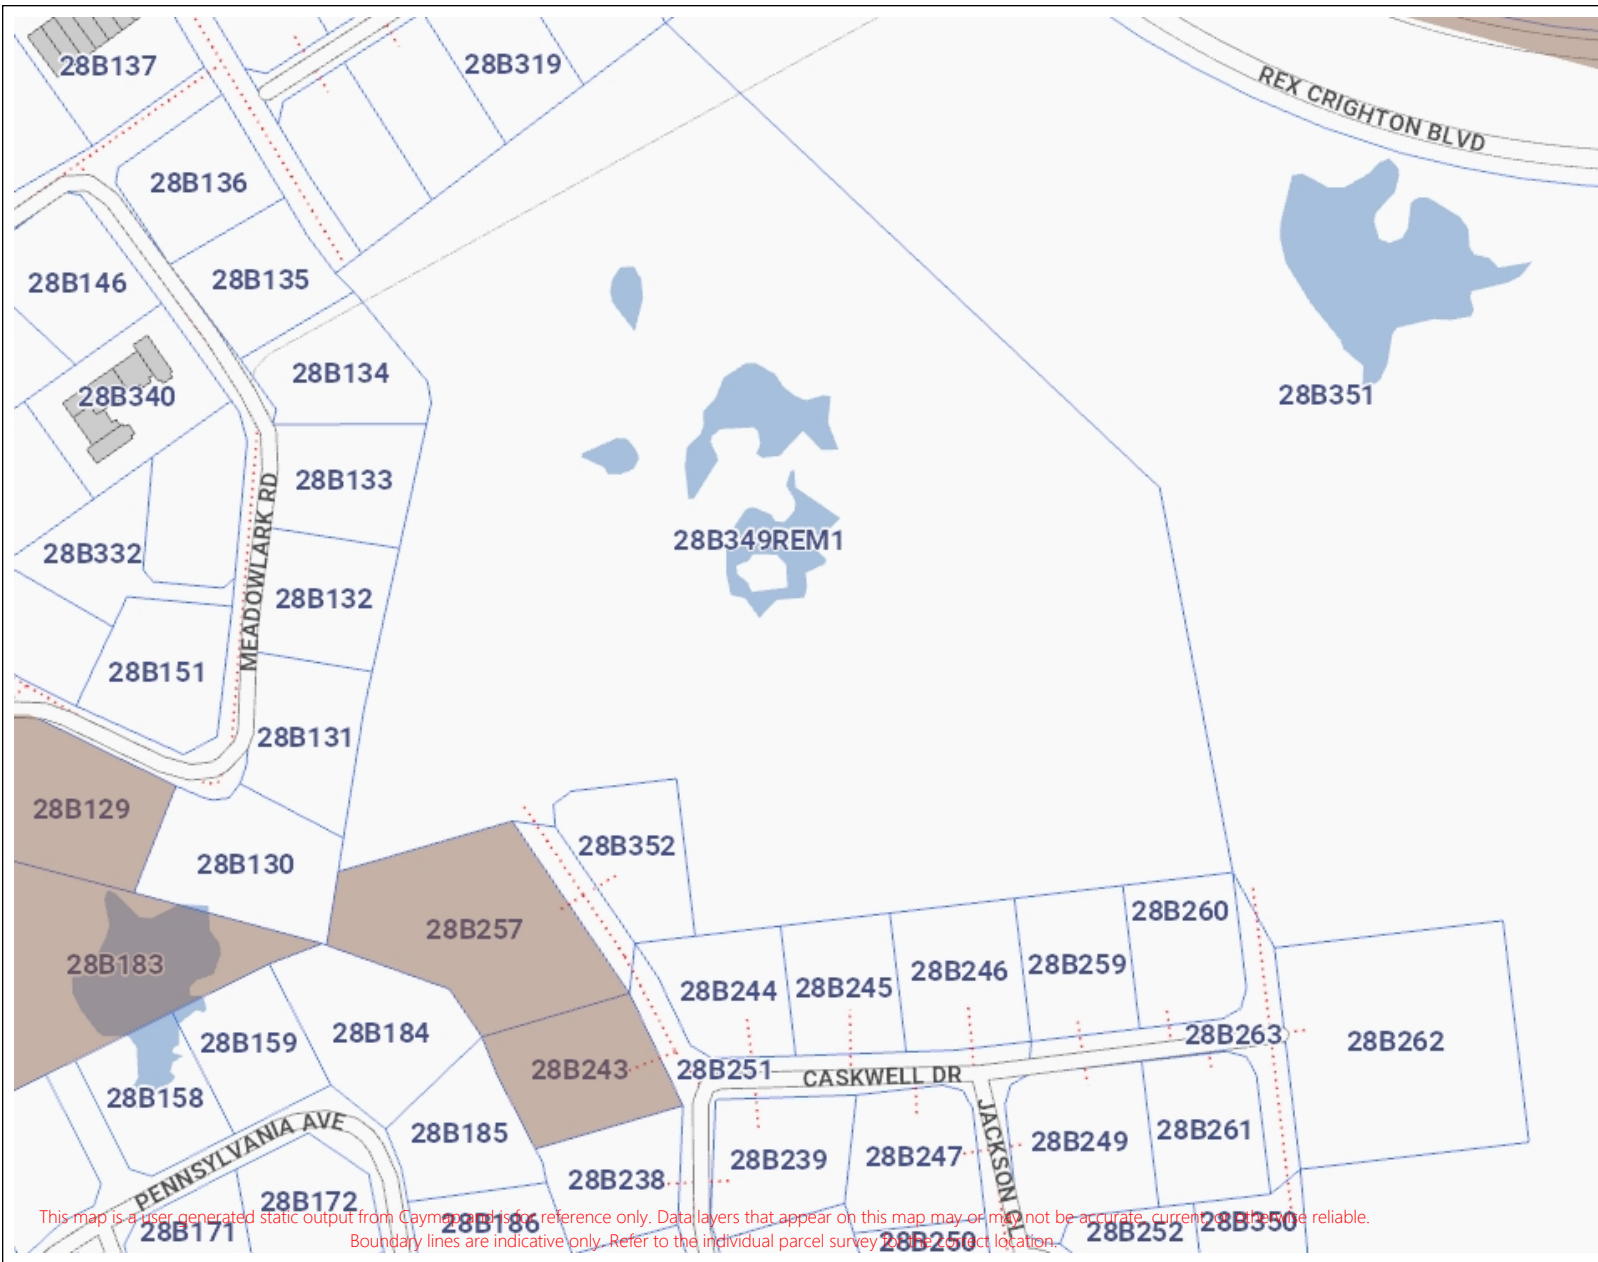 28B137
28B319
REX CRIGHTON BLVD
28B136
28B146
28B135
28B134
28B340
28B351
28B133
MEADOWLARK RD
28B349REM1
28B332
28B132
28B151
28B131
28B129
28B130
28B352
28B257
28B260
28B183
28B244
28B245
28B246
28B259
28B159
28B184
28B263
28B262
28B243
28B251
CASKWELL DR
28B158
PENNSYLVANIA AVE
28B185
JACKSON CL
28B249
28B261
28B239
28B247
28B238
28B172
28B171
28B186
28B252
28B350
28B250
This map is a user generated static output from Caymap and is for reference only. Data layers that appear on this map may or may not be accurate, current, or otherwise reliable.
Boundary lines are indicative only. Refer to the individual parcel survey for the correct location.